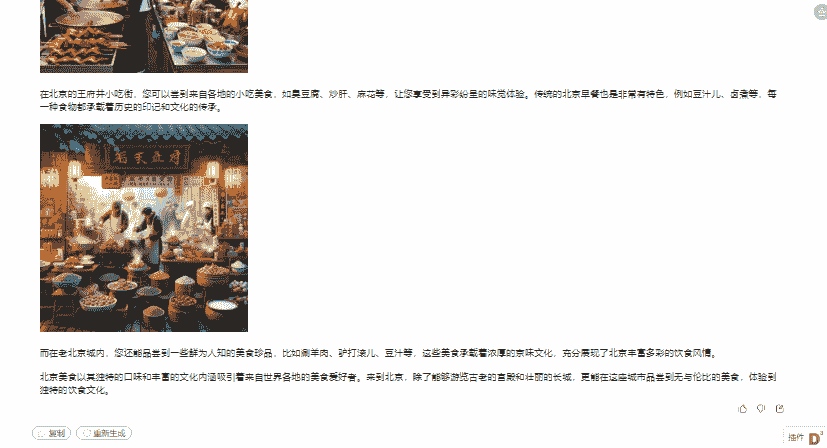 在北京的王府井小吃街，您可以尝到来自各地的小吃美食，如臭豆腐、炒肝、麻花等，让您享受到异彩纷呈的味觉体验。传统的北京早餐也是非常有特色，例如豆汁儿、卤煮等，每
一种食物都承载着历史的印记和文化的传承。
而在老北京城内，您还能品尝到一些鲜为人知的美食珍品，比如涮羊肉、驴打滚儿、豆汁等，这些美食承载着浓厚的京味文化，充分展现了北京丰富多彩的饮食风情。
北京美食以其独特的口味和丰富的文化内涵吸引着来自世界各地的美食爱好者。来到北京，除了能够游览古老的宫殿和壮丽的长城，更能在这座城市品尝到无与伦比的美食，体验到
独特的饮食文化。
复制 重新生成
插件 D³